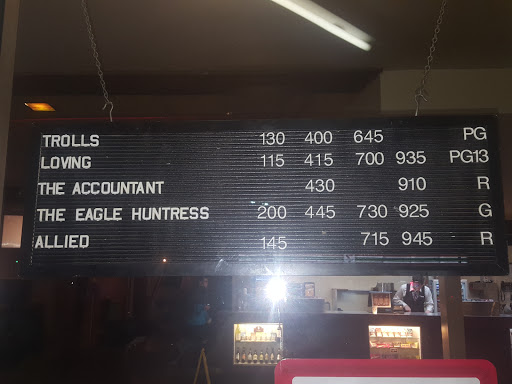 TROLLS 130 400 645 PG
LOVING 115 415 700 935 PG13
THE ACCOUNTANT 430 910 R
THE EAGLE HUNTRESS 200 445 730 925 G
ALLIED 145 715 945 R